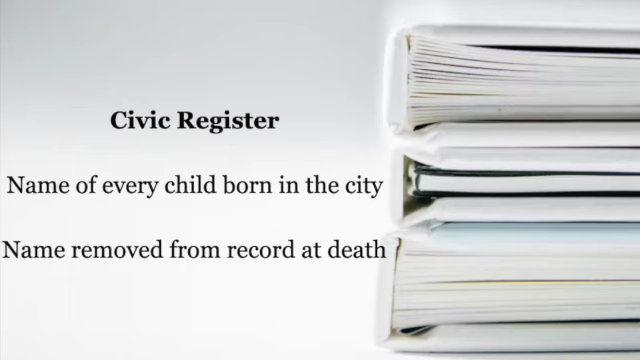 Civic Register
Name of every child born in the city
Name removed from record at death